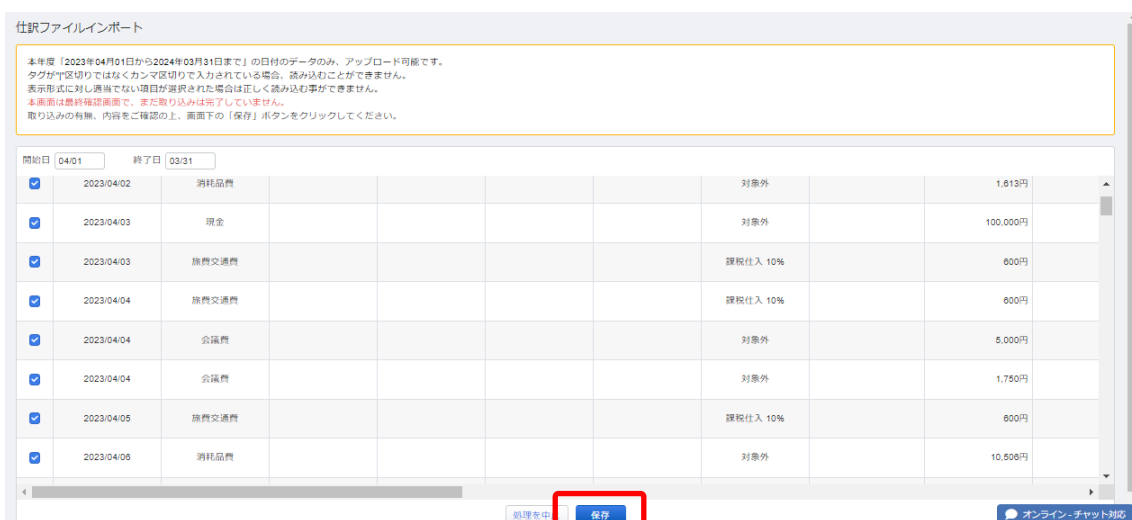 仕訳ファイルインポート
本年度「2023年04月01日から2024年03月31日まで」の日付のデータのみ、アップロード可能です。
タグが"|"区切りではなくカンマ区切りで入力されている場合、読み込むことができません。
表示形式に対し適当でない項目が選択された場合は正しく読み込む事ができません。
本画面は最終確認画面で、まだ取り込みは完了していません。
取り込みの有無、内容をご確認の上、画面下の「保存」ボタンをクリックしてください。
開始日 04/01 終了日 03/31
2023/04/02 消耗品費 対象外 1,613円
2023/04/03 現金 対象外 100,000円
2023/04/03 旅費交通費 課税仕入 10% 600円
2023/04/04 旅費交通費 課税仕入 10% 600円
2023/04/04 会議費 対象外 5,000円
2023/04/04 会議費 対象外 1,750円
2023/04/05 旅費交通費 課税仕入 10% 600円
2023/04/06 消耗品費 対象外 10,506円
処理を中 保存 オンライン - チャット対応